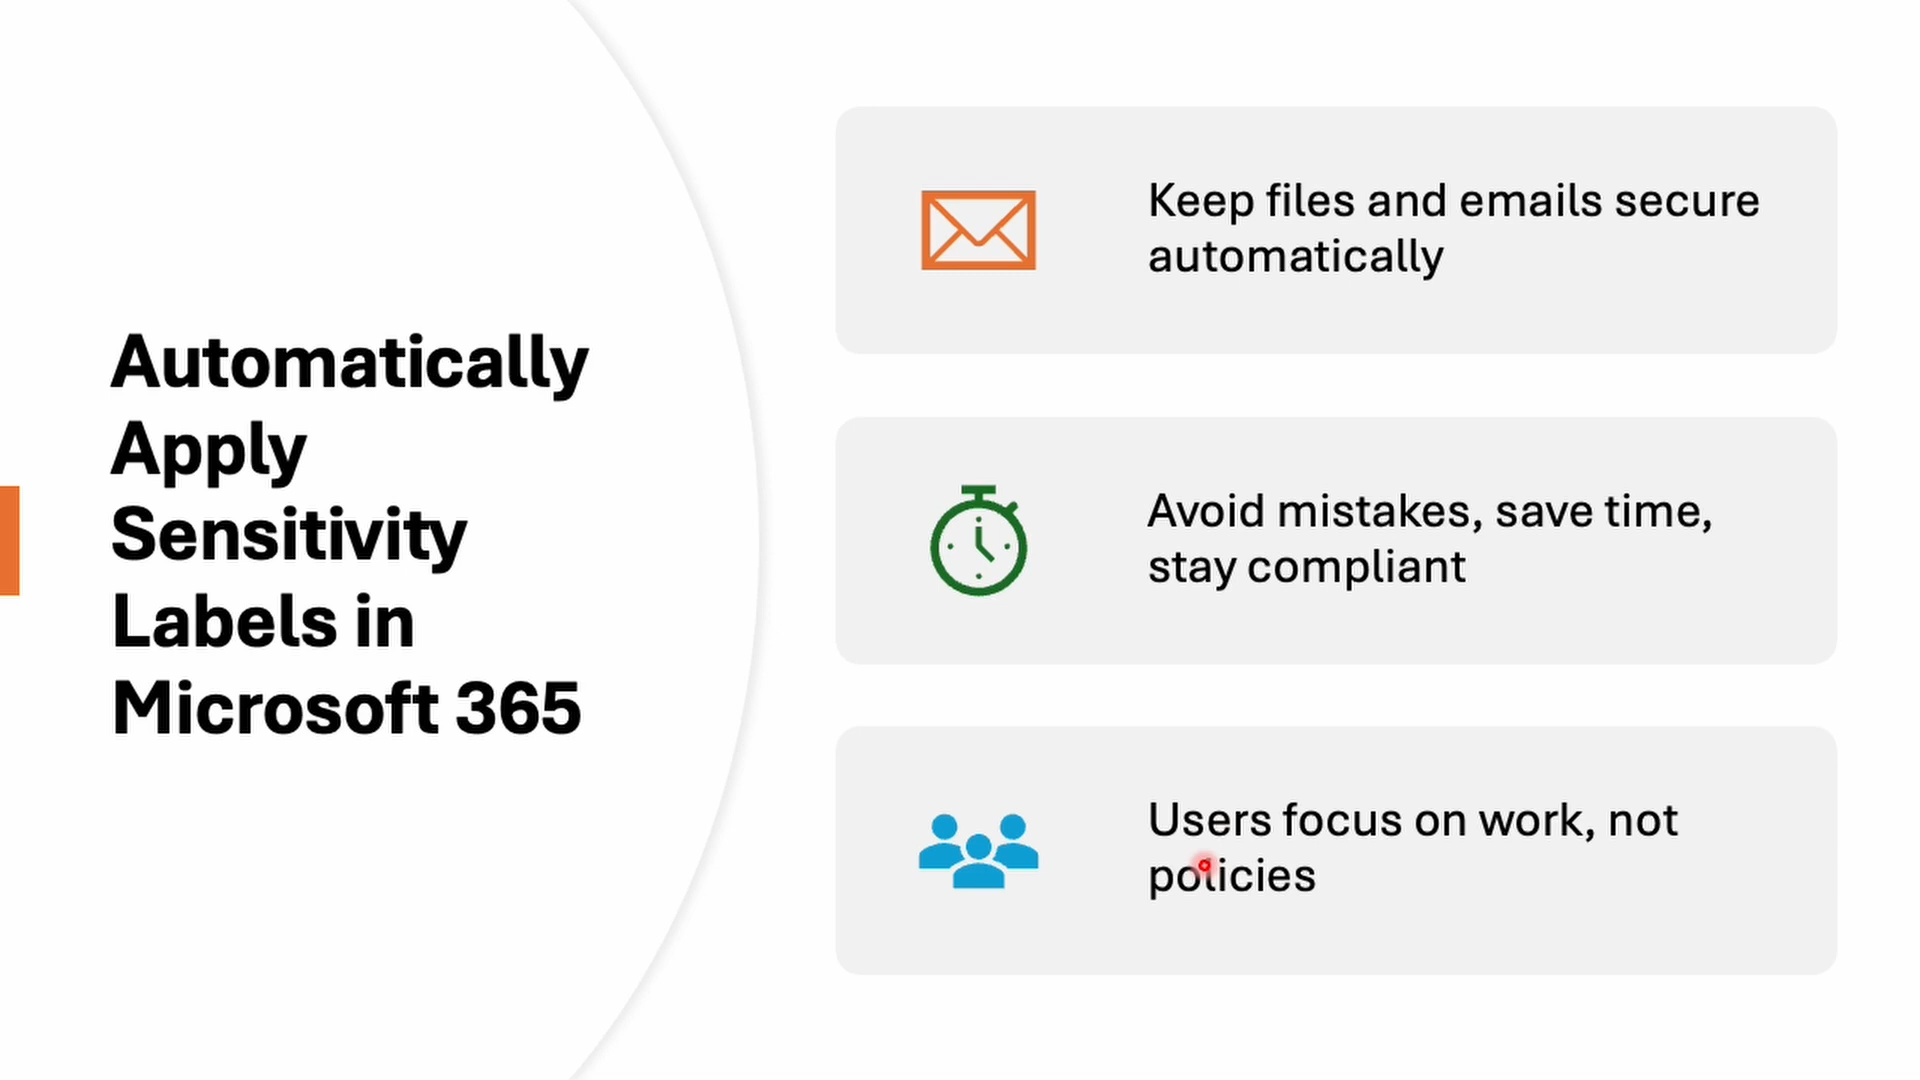 Automatically
Apply
Sensitivity
Labels in
Microsoft 365
Keep files and emails secure
automatically
Avoid mistakes, save time,
stay compliant
Users focus on work, not
policies